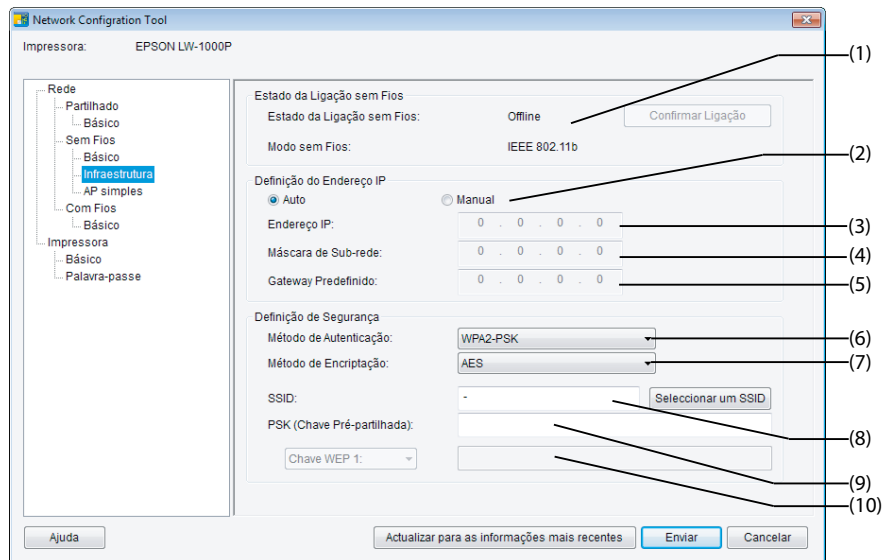 Network Configration Tool
Impressora: EPSON LW-1000P
Rede
Partilhado
Básico
Sem Fios
Básico
Infraestrutura
AP simples
Com Fios
Básico
Impressora
Básico
Palavra-passe
Estado da Ligação sem Fios
Estado da Ligação sem Fios: Offline Confirmar Ligação
Modo sem Fios: IEEE 802.11b
Definição do Endereço IP
Auto Manual
Endereço IP: 0 . 0 . 0 . 0
Máscara de Sub-rede: 0 . 0 . 0 . 0
Gateway Predefinido: 0 . 0 . 0 . 0
Definição de Segurança
Método de Autenticação: WPA2-PSK
Método de Encriptação: AES
SSID: - Seleccionar um SSID
PSK (Chave Pré-partilhada):
Chave WEP 1:
Ajuda Actualizar para as informações mais recentes Enviar Cancelar
(1)
(2)
(3)
(4)
(5)
(6)
(7)
(8)
(9)
(10)